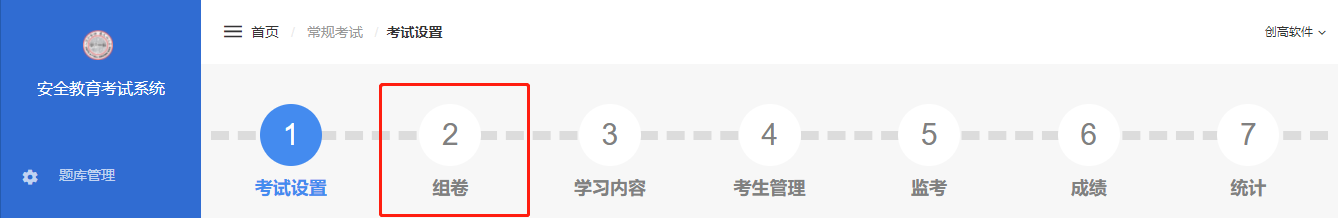 安全教育考试系统
题库管理
首页 / 常规考试 / 考试设置
创高软件
1 2 3 4 5 6 7
考试设置 组卷 学习内容 考生管理 监考 成绩 统计